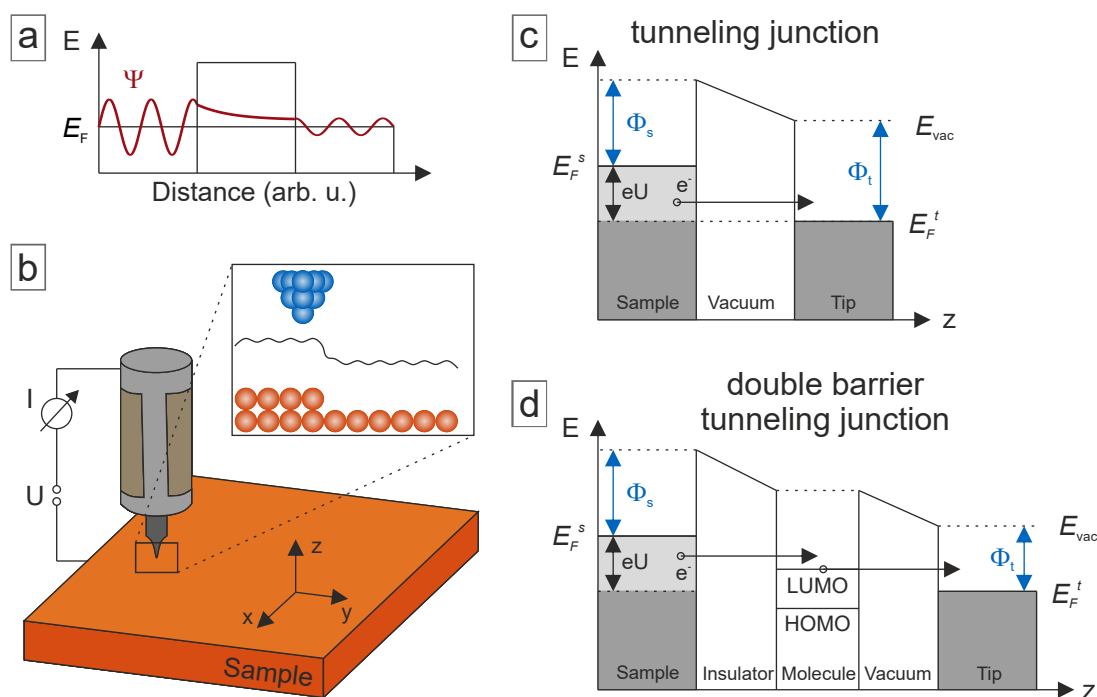 a
E
Ψ
E_F
Distance (arb. u.)
b
I
U
z
y
x
Sample
c
tunneling junction
E
Φ_s
E_vac
E_F^s
Φ_t
eU
e^-
E_F^t
Sample
Vacuum
Tip
z
d
double barrier
tunneling junction
E
Φ_s
E_F^s
E_vac
eU
e^-
Φ_t
LUMO
E_F^t
HOMO
Sample
Insulator
Molecule
Vacuum
Tip
z